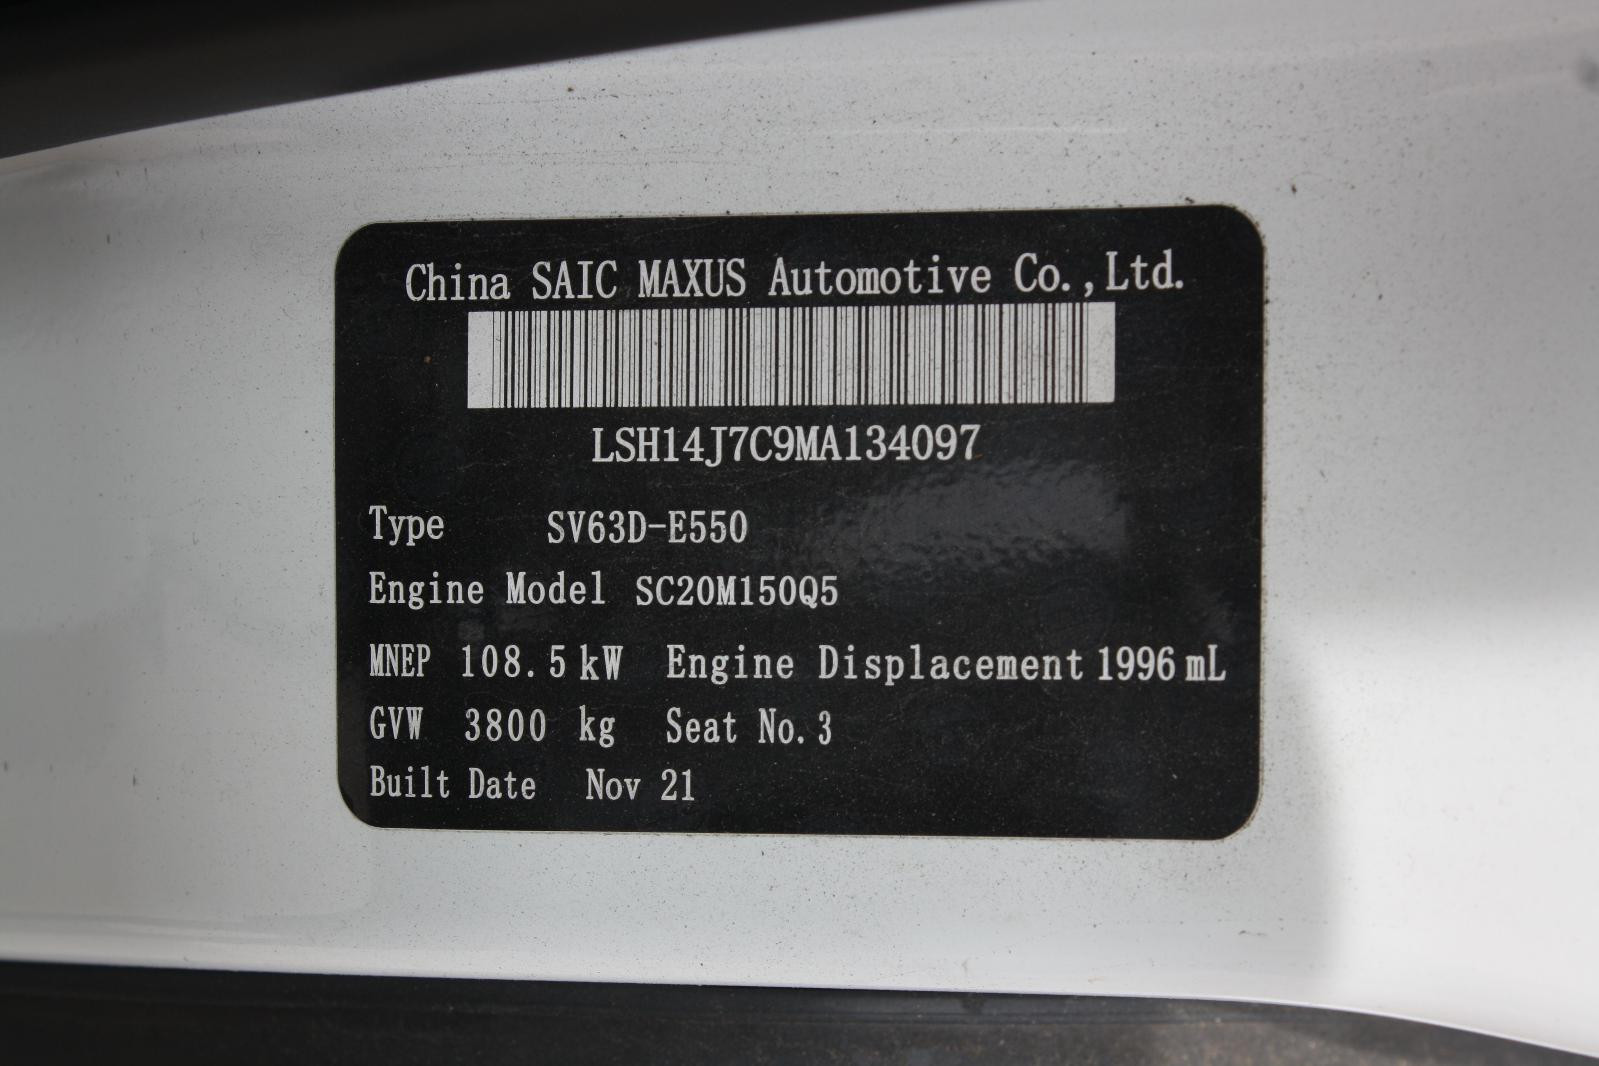 China SAIC MAXUS Automotive Co.,Ltd.
LSH14J7C9MA134097
Type SV63D-E550
Engine Model SC20M150Q5
MNEP 108.5 kW Engine Displacement 1996 mL
GVW 3800 kg Seat No.3
Built Date Nov 21